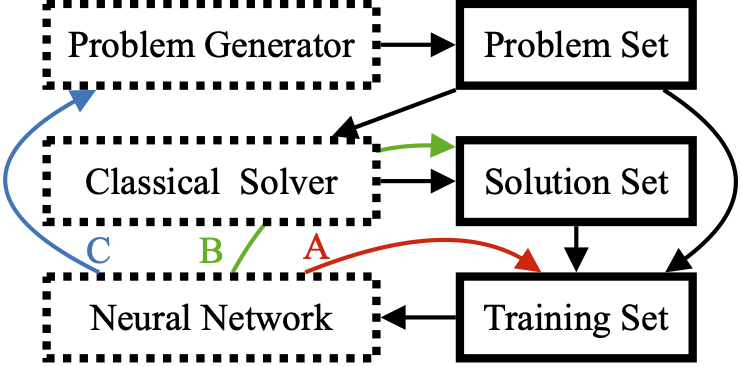 Problem Generator
Problem Set
Classical Solver
Solution Set
C
B
A
Neural Network
Training Set